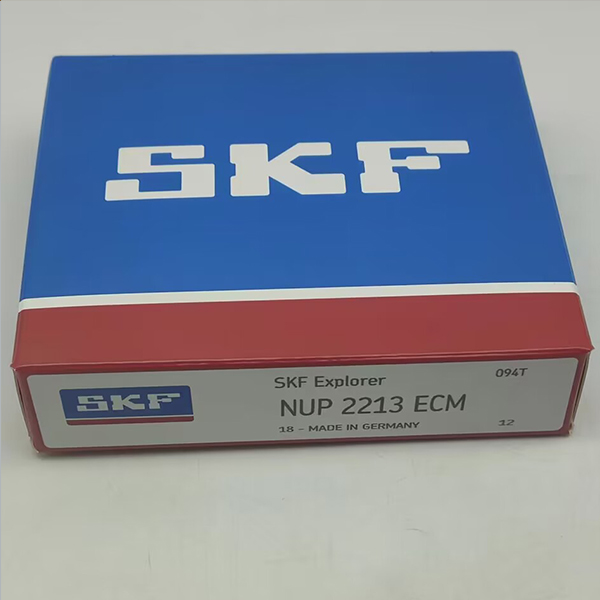 SKF
SKF
SKF Explorer
094T
NUP 2213 ECM
18 - MADE IN GERMANY
12